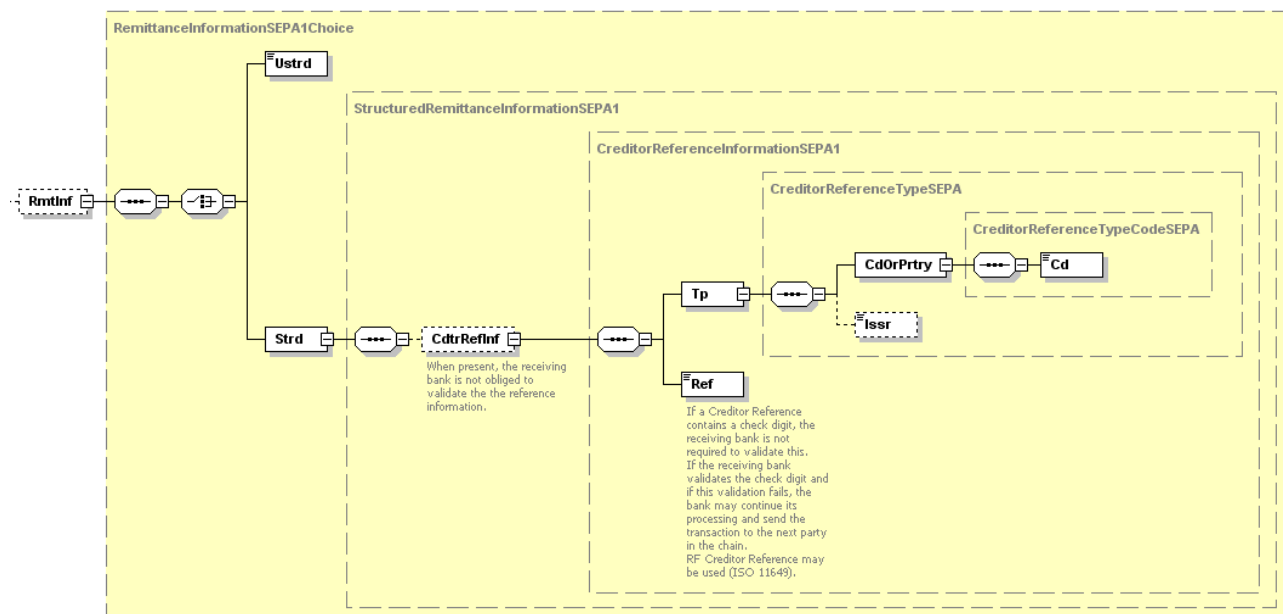 RemittanceInformationSEPA1Choice
Ustrd
StructuredRemittanceInformationSEPA1
CreditorReferenceInformationSEPA1
CreditorReferenceTypeSEPA
RmtInf
CreditorReferenceTypeCodeSEPA
CdOrPrtry
Cd
Tp
Issr
Strd
CdtrRefInf
When present, the receiving
bank is not obliged to
validate the the reference
information.
Ref
If a Creditor Reference
contains a check digit, the
receiving bank is not
required to validate this.
If the receiving bank
validates the check digit and
if this validation fails, the
bank may continue its
processing and send the
transaction to the next party
in the chain.
RF Creditor Reference may
be used (ISO 11649).